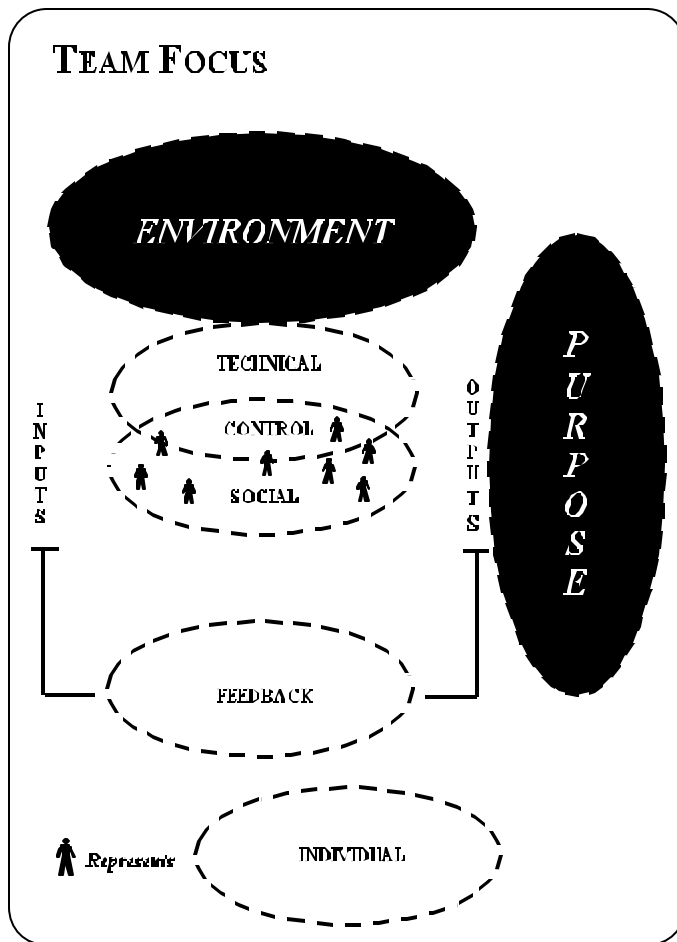 TEAM FOCUS
ENVIRONMENT
TECHNICAL
CONTROL
SOCIAL
INPUTS
OUTPUTS
PURPOSE
FEEDBACK
Represents
INDIVIDUAL